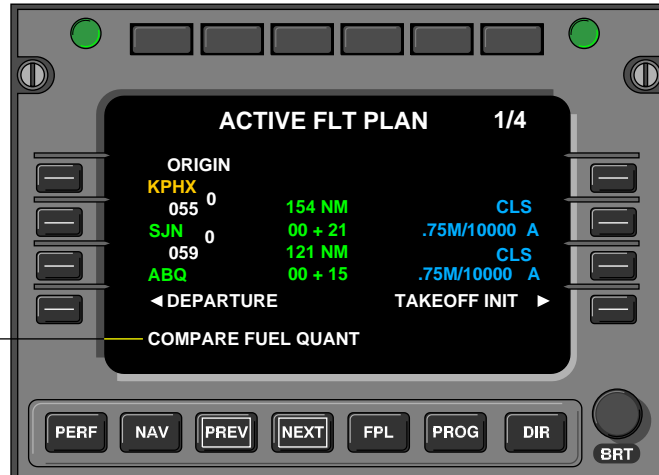 ACTIVE FLT PLAN 1/4
ORIGIN
KPHX
055 0 154 NM CLS
SJN 00 + 21 .75M/10000 A
059 0 121 NM CLS
ABQ 00 + 15 .75M/10000 A
◄DEPARTURE TAKEOFF INIT ►
COMPARE FUEL QUANT
PERF NAV PREV NEXT FPL PROG DIR
BRT